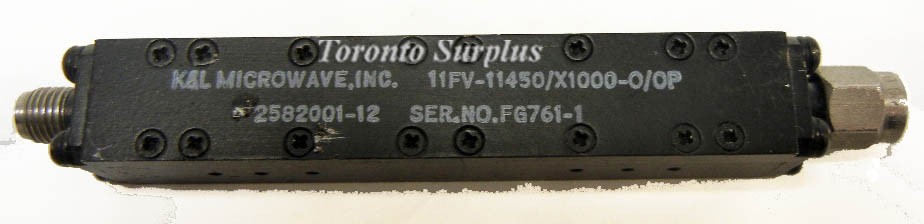 Toronto Surplus
K&L MICROWAVE, INC. 11FV-11450/X1000-O/OP
2582001-12 SER.NO.FG761-1